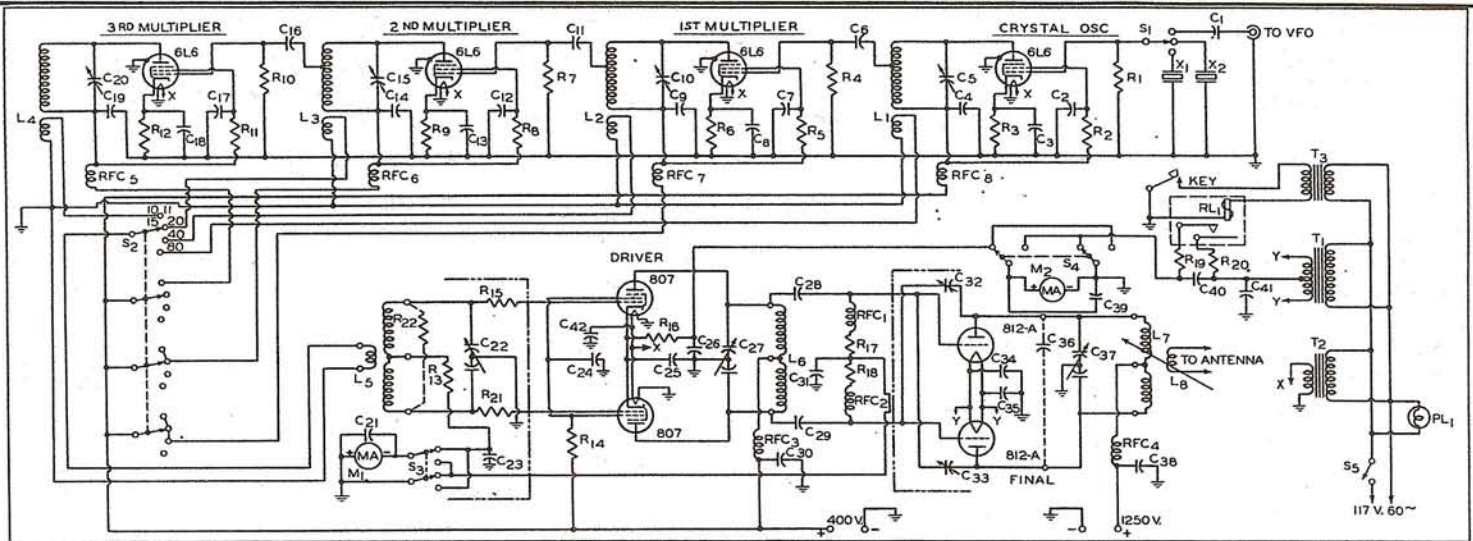 3RD MULTIPLIER
C16
2ND MULTIPLIER
C11
1ST MULTIPLIER
C6
CRYSTAL OSC
S1
C1
TO VFO
6L6
6L6
6L6
6L6
C20
R10
C15
R7
C10
R4
C5
R1
X1
X2
X
X
X
X
C19
C17
C14
C12
C9
C7
C4
C2
L4
R12
C18
R11
L3
R9
C13
R8
L2
R6
C8
R5
L1
R3
C3
R2
RFC5
RFC6
RFC7
RFC8
T3
KEY
RL1
10, 11
15
20
40
80
S2
DRIVER
807
S4
M2
+ MA -
R19
R20
C40
C41
C39
T1
Y
Y
R15
C28
C32
R22
C22
C42
R16
X
C26
C27
RFC1
R17
812-A
C36
C37
L7
TO ANTENNA
L8
T2
X
L5
R13
C24
C25
L6
C31
R18
RFC2
C34
C35
Y
Y
R21
807
C29
812-A
PL1
C21
+ MA -
M1
S3
C23
R14
RFC3
C30
C33
FINAL
RFC4
C38
S5
+
400 V.
-
-
1250 V.
+
117 V. 60~